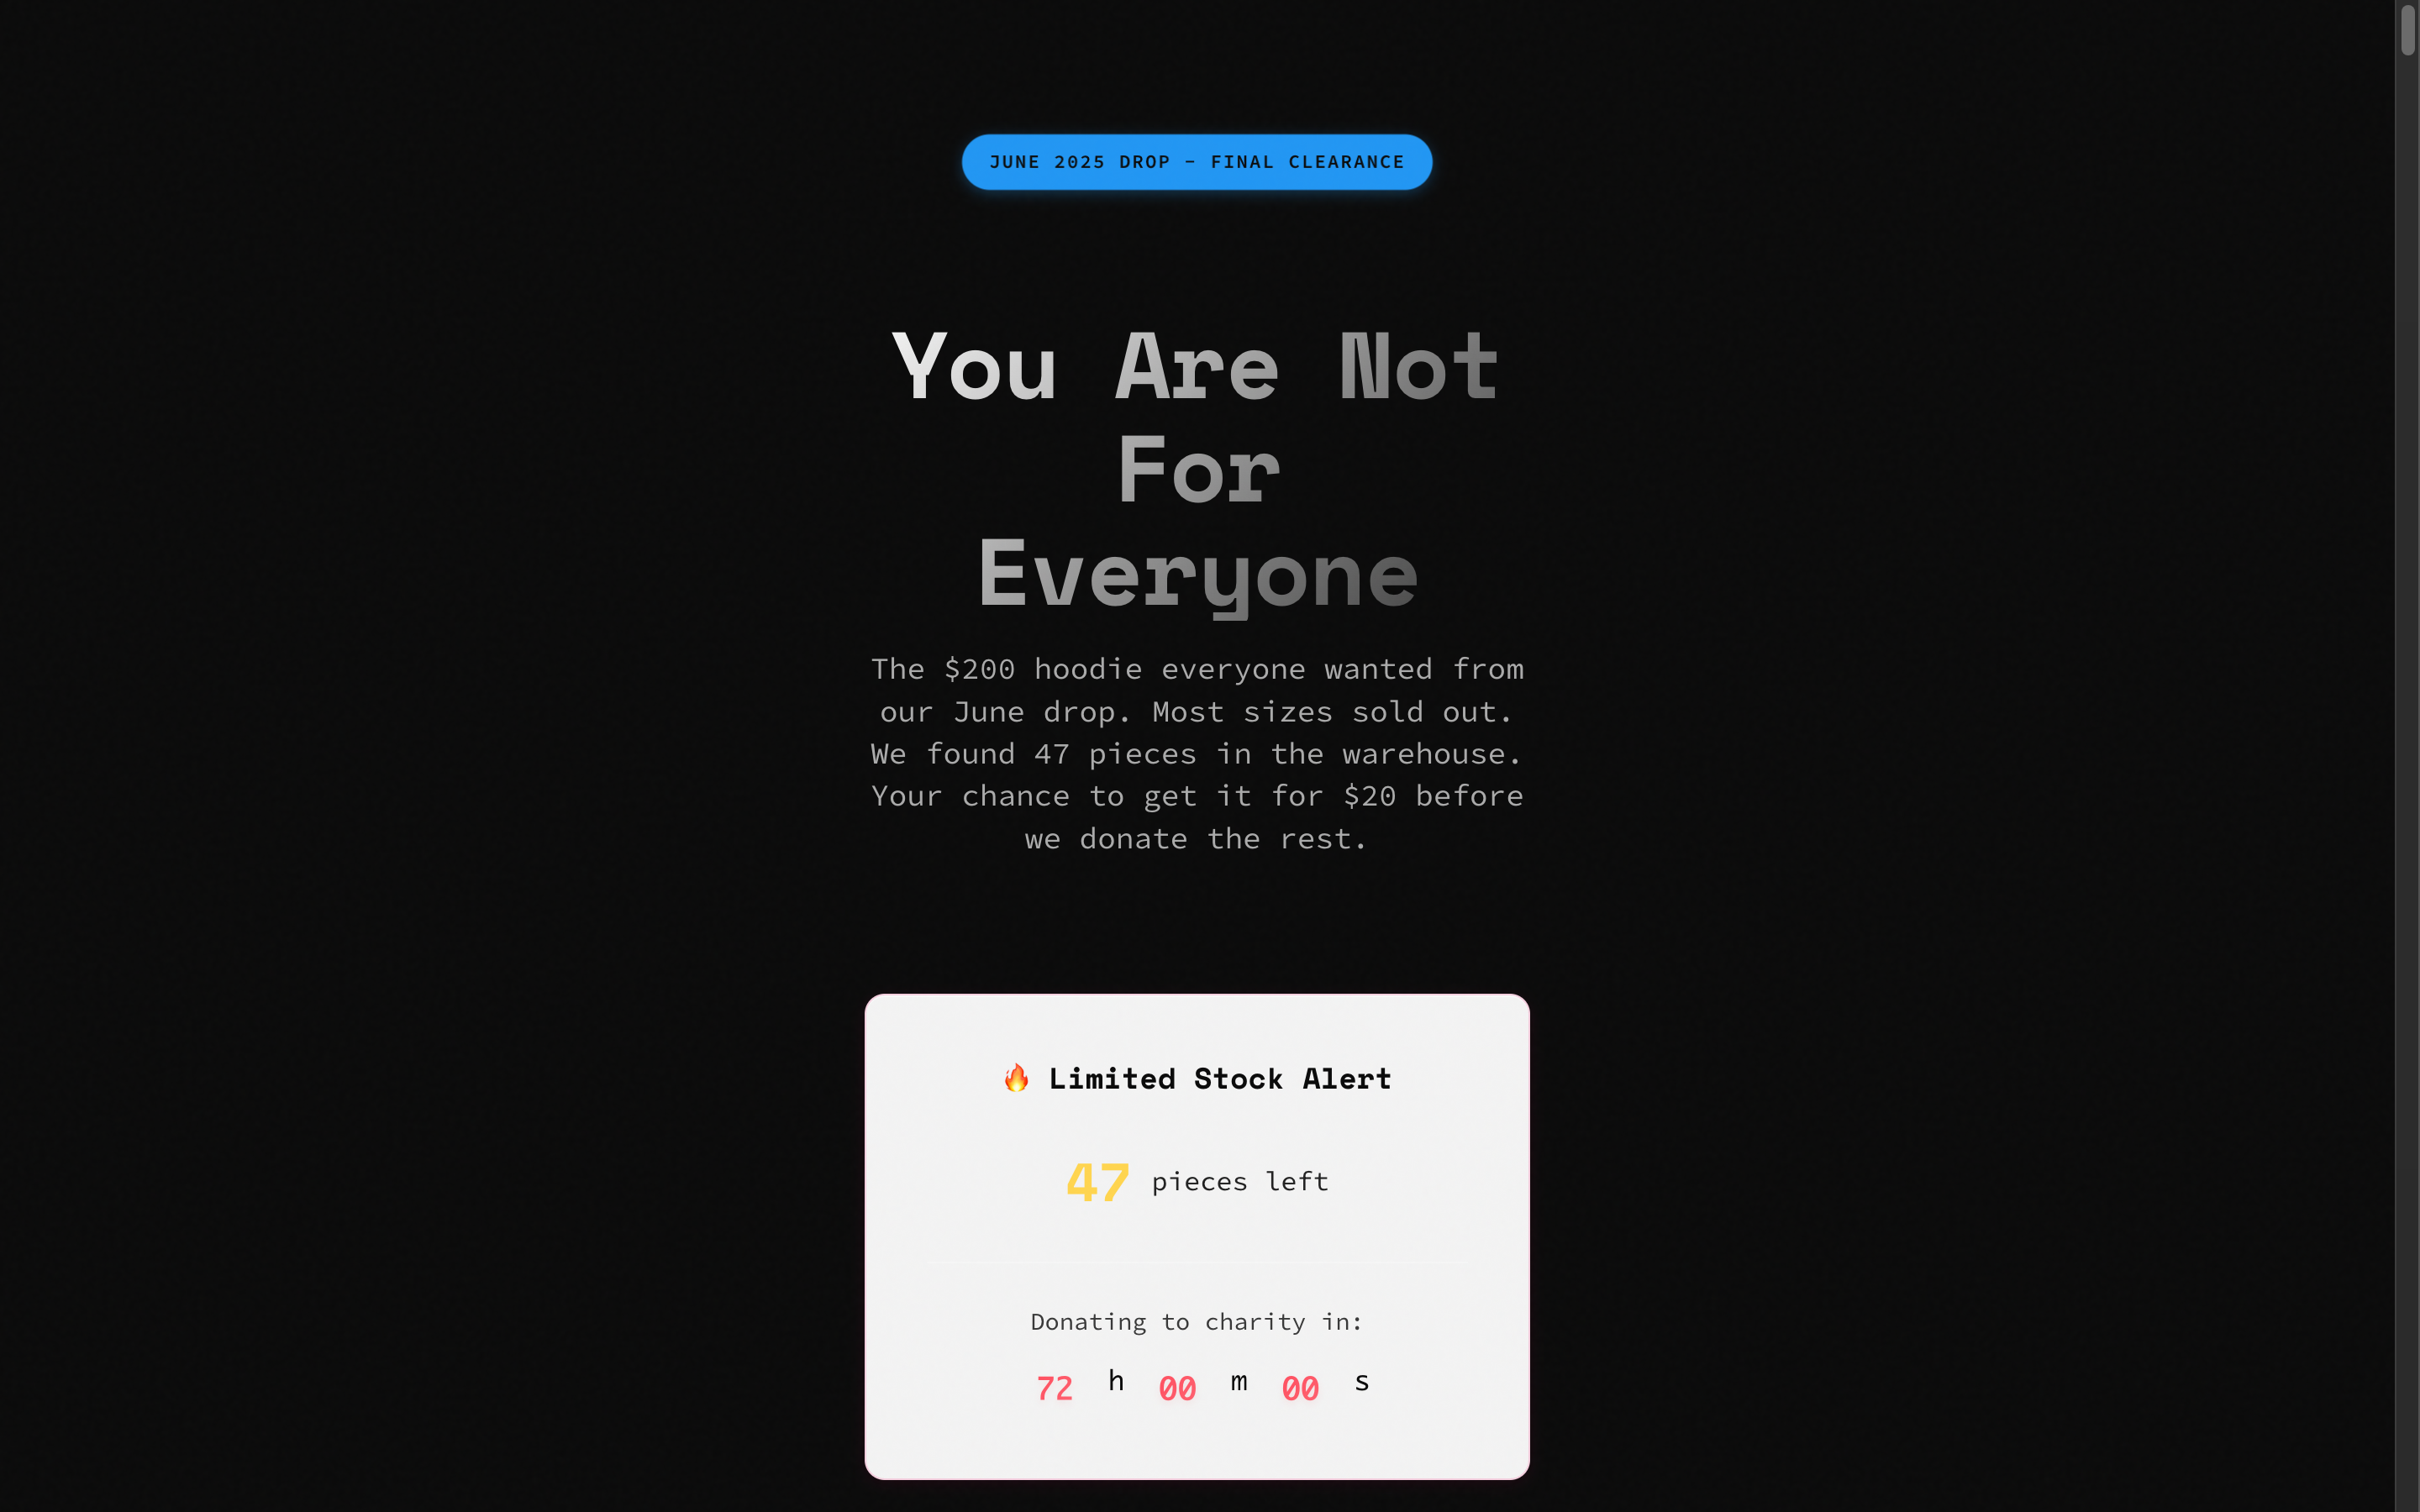 JUNE 2025 DROP – FINAL CLEARANCE
You Are Not
For
Everyone
The $200 hoodie everyone wanted from
our June drop. Most sizes sold out.
We found 47 pieces in the warehouse.
Your chance to get it for $20 before
we donate the rest.
🔥 Limited Stock Alert
47 pieces left
Donating to charity in:
72 h 00 m 00 s